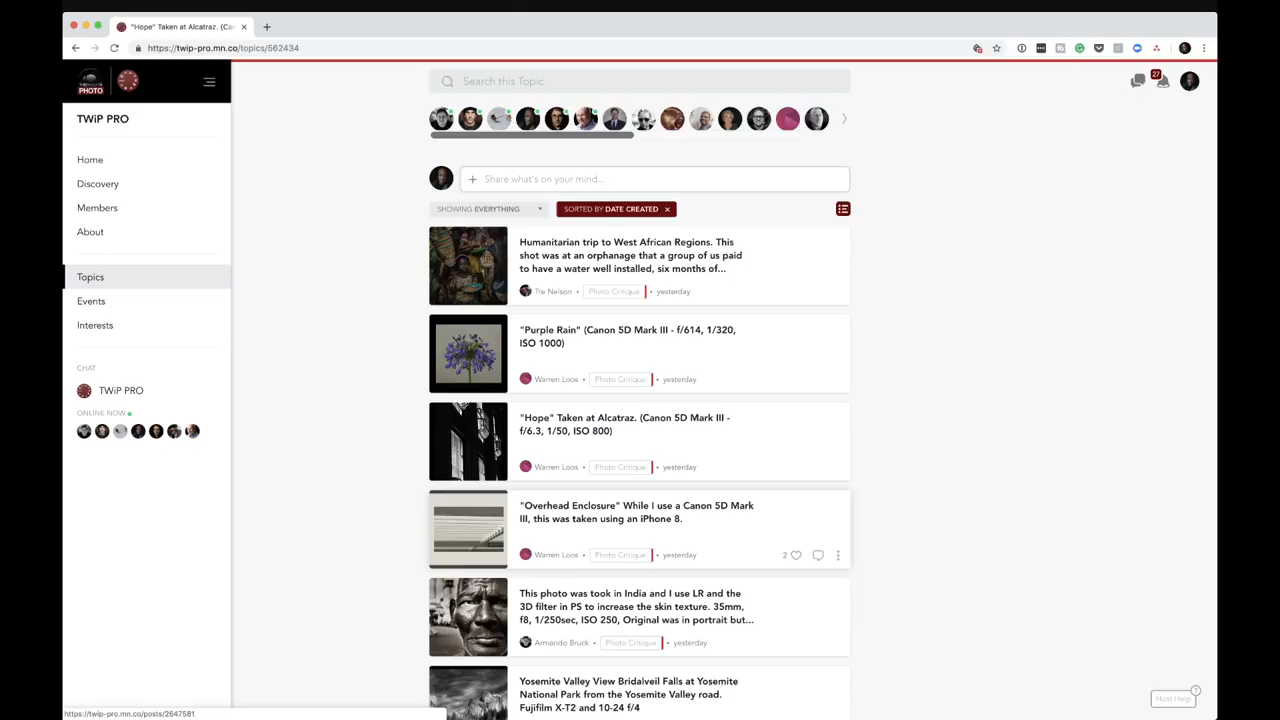 "Hope" Taken at Alcatraz. (Ca
https://twip-pro.mn.co/topics/562434
PHOTO
Search this Topic
27
TWiP PRO
Home
Discovery
Members
About
Topics
Events
Interests
CHAT
TWiP PRO
ONLINE NOW
Share what's on your mind...
SHOWING EVERYTHING
SORTED BY DATE CREATED ×
Humanitarian trip to West African Regions. This
shot was at an orphanage that a group of us paid
to have a water well installed, six months of...
Tre Nelson • Photo Critique • yesterday
"Purple Rain" (Canon 5D Mark III - f/614, 1/320,
ISO 1000)
Warren Loos • Photo Critique • yesterday
"Hope" Taken at Alcatraz. (Canon 5D Mark III -
f/6.3, 1/50, ISO 800)
Warren Loos • Photo Critique • yesterday
"Overhead Enclosure" While I use a Canon 5D Mark
III, this was taken using an iPhone 8.
Warren Loos • Photo Critique • yesterday 2
This photo was took in India and I use LR and the
3D filter in PS to increase the skin texture. 35mm,
f8, 1/250sec, ISO 250, Original was in portrait but...
Armando Bruck • Photo Critique • yesterday
Yosemite Valley View Bridalveil Falls at Yosemite
National Park from the Yosemite Valley road.
Fujifilm X-T2 and 10-24 f/4
Host Help ?
https://twip-pro.mn.co/posts/2547581